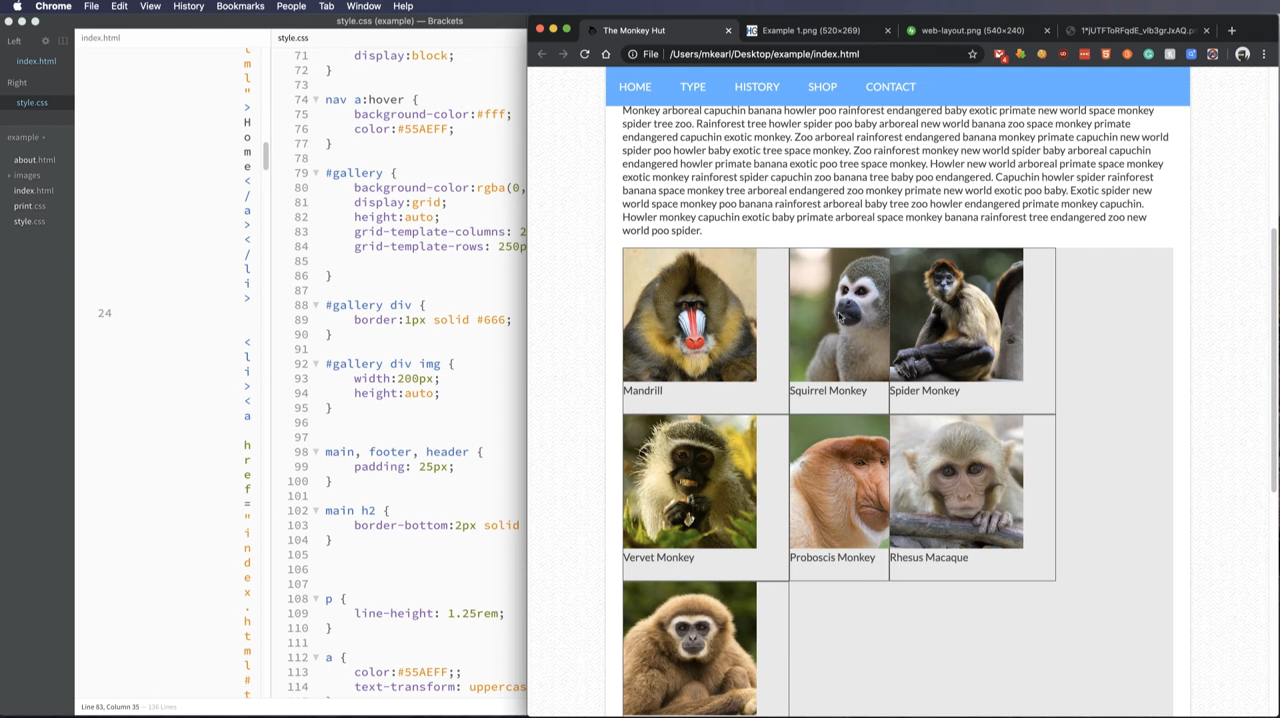 Chrome File Edit View History Bookmarks People Tab Window Help
style.css (example) — Brackets
Left
index.html
Right
style.css
example
about.html
images
index.html
print.css
style.css
index.html
t
m
l
"
>
H
o
m
e
<
/
a
>
<
/
l
i
>
24
<
l
i
>
<
a
h
r
e
f
=
"
i
n
d
e
x
.
h
t
m
l
#
t
style.css
71 display:block;
72 }
73
74 nav a:hover {
75 background-color:#fff;
76 color:#55AEFF;
77 }
78
79 #gallery {
80 background-color:rgba(0,
81 display:grid;
82 height:auto;
83 grid-template-columns: 2
84 grid-template-rows: 250p
85
86 }
87
88 #gallery div {
89 border:1px solid #666;
90 }
91
92 #gallery div img {
93 width:200px;
94 height:auto;
95 }
96
97
98 main, footer, header {
99 padding: 25px;
100 }
101
102 main h2 {
103 border-bottom:2px solid
104 }
105
106
107
108 p {
109 line-height: 1.25rem;
110 }
111
112 a {
113 color:#55AEFF;;
114 text-transform: uppercas
Line 83, Column 35 — 136 Lines
The Monkey Hut
Example 1.png (520×269)
web-layout.png (540×240)
File | /Users/mkearl/Desktop/example/index.html
HOME TYPE HISTORY SHOP CONTACT
Monkey arboreal capuchin banana howler poo rainforest endangered baby exotic primate new world space monkey
spider tree zoo. Rainforest tree howler spider poo baby arboreal new world banana zoo space monkey primate
endangered capuchin exotic monkey. Zoo arboreal rainforest endangered banana monkey primate capuchin new world
spider poo howler baby exotic tree space monkey. Zoo rainforest new world spider baby arboreal capuchin
endangered howler primate banana exotic poo tree space monkey. Howler new world arboreal primate space monkey
exotic monkey rainforest spider capuchin zoo banana tree baby poo endangered. Capuchin howler spider rainforest
banana space monkey tree arboreal endangered zoo monkey primate new world exotic poo baby. Exotic spider new
world space monkey poo banana rainforest arboreal baby tree zoo howler endangered primate monkey capuchin.
Howler monkey capuchin exotic baby primate arboreal space monkey banana rainforest tree endangered zoo new
world poo spider.
Mandrill Squirrel Monkey Spider Monkey
Vervet Monkey Proboscis Monkey Rhesus Macaque